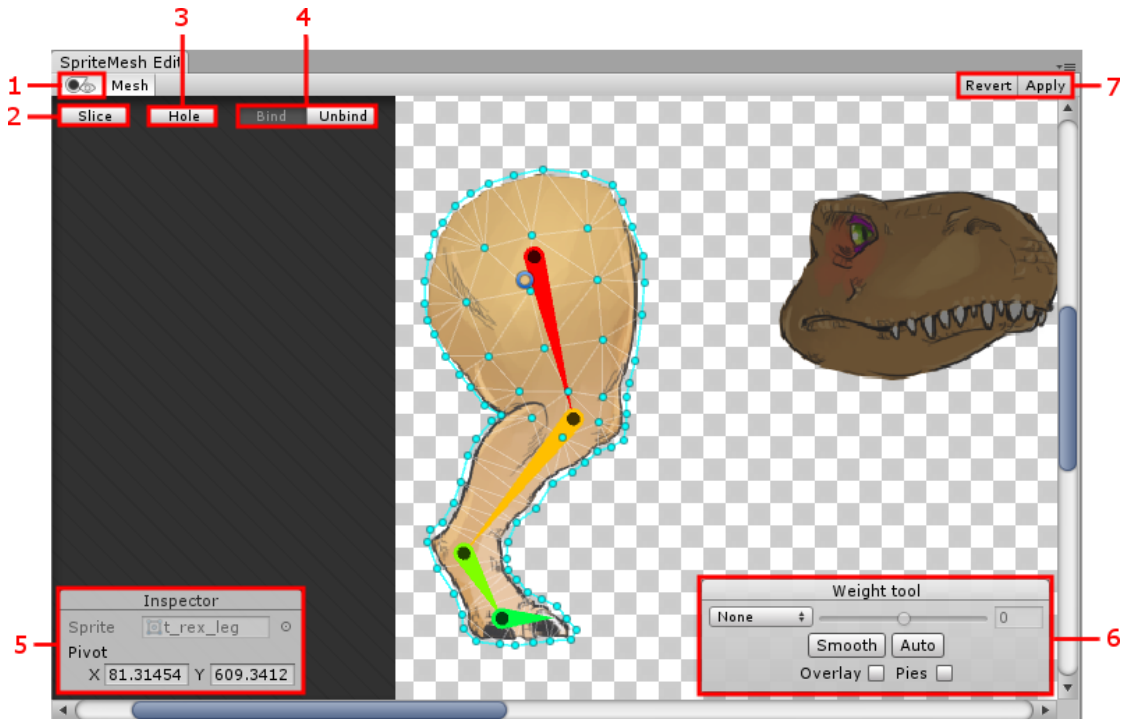 3 4
SpriteMesh Edit
1 Mesh Revert Apply 7
2 Slice Hole Bind Unbind
Inspector
Sprite t_rex_leg
5 Pivot
X 81.31454 Y 609.3412
Weight tool
None 0
Smooth Auto 6
Overlay Pies